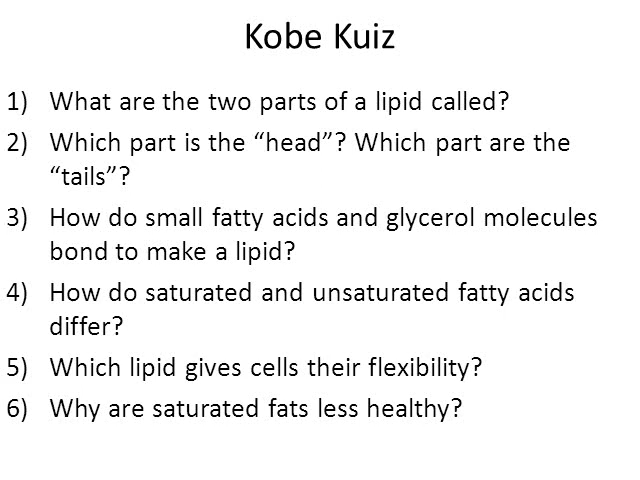 Kobe Kuiz
1) What are the two parts of a lipid called?
2) Which part is the “head”? Which part are the
“tails”?
3) How do small fatty acids and glycerol molecules
bond to make a lipid?
4) How do saturated and unsaturated fatty acids
differ?
5) Which lipid gives cells their flexibility?
6) Why are saturated fats less healthy?